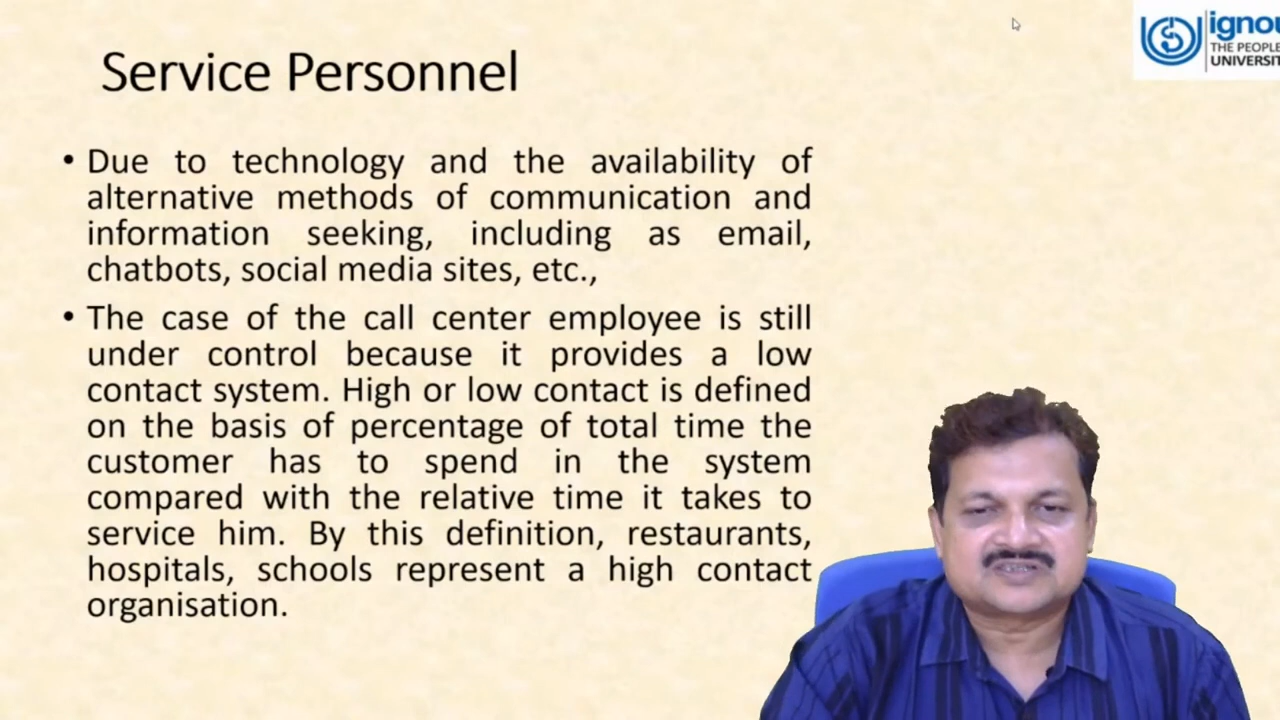 Service Personnel
ignou
THE PEOPLE
UNIVERSIT
• Due to technology and the availability of
alternative methods of communication and
information seeking, including as email,
chatbots, social media sites, etc.,
• The case of the call center employee is still
under control because it provides a low
contact system. High or low contact is defined
on the basis of percentage of total time the
customer has to spend in the system
compared with the relative time it takes to
service him. By this definition, restaurants,
hospitals, schools represent a high contact
organisation.